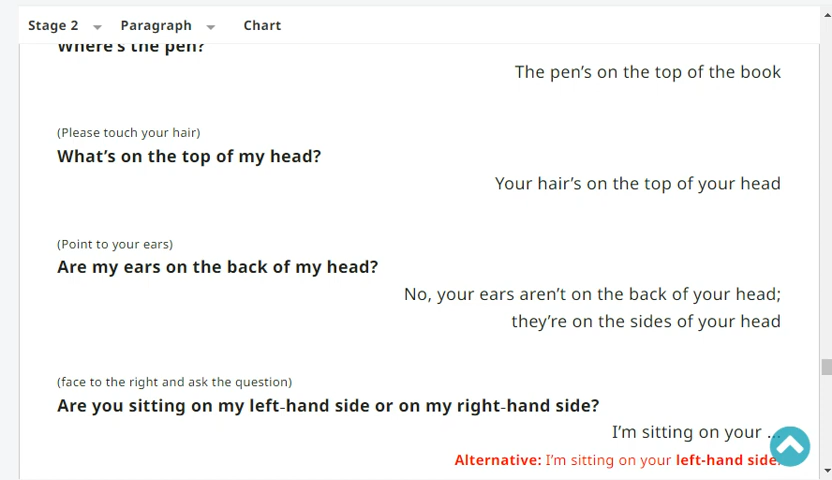 Stage 2 Paragraph Chart
Where's the pen?
The pen's on the top of the book
(Please touch your hair)
What's on the top of my head?
Your hair's on the top of your head
(Point to your ears)
Are my ears on the back of my head?
No, your ears aren't on the back of your head;
they're on the sides of your head
(face to the right and ask the question)
Are you sitting on my left-hand side or on my right-hand side?
I'm sitting on your ...
Alternative: I'm sitting on your left-hand side.